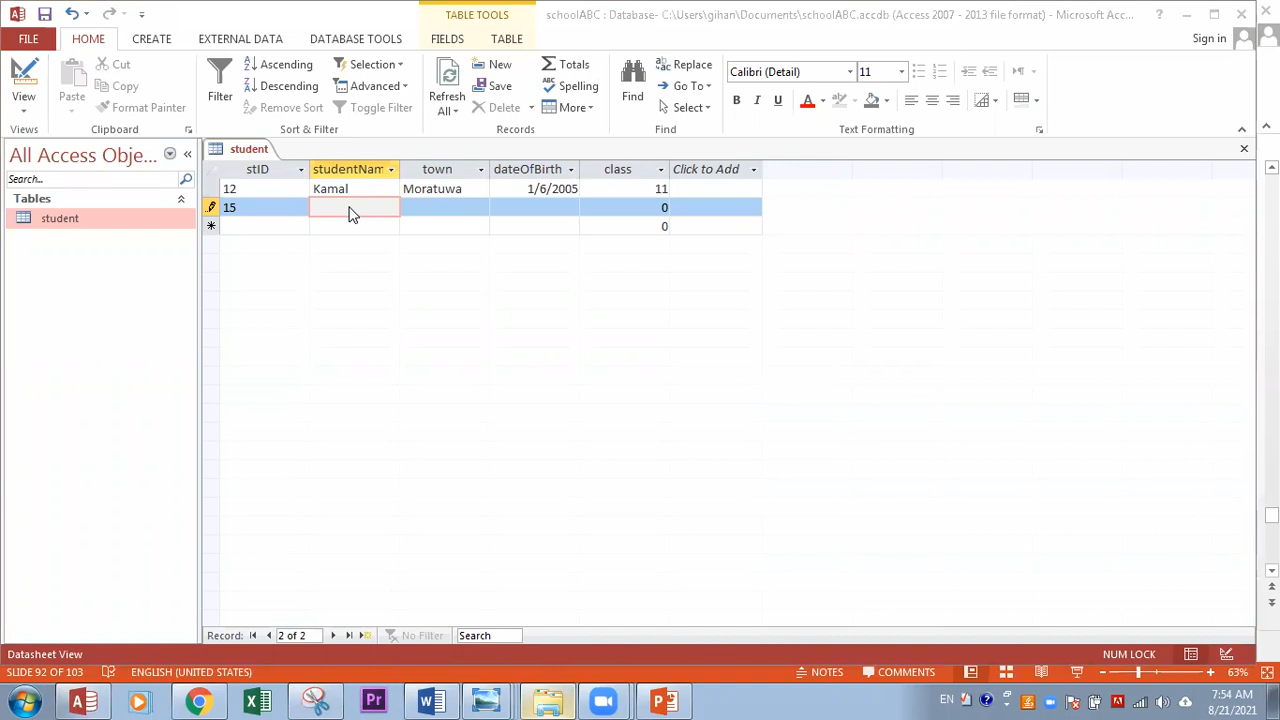 TABLE TOOLS
schoolABC : Database- C:\Users\gihan\Documents\schoolABC.accdb (Access 2007 - 2013 file format) - Microsoft Acc...
FILE HOME CREATE EXTERNAL DATA DATABASE TOOLS FIELDS TABLE Sign in
View
Views
Paste
Cut
Copy
Format Painter
Clipboard
Filter
Ascending
Descending
Remove Sort
Selection
Advanced
Toggle Filter
Sort & Filter
Refresh
All
New
Save
Delete
Totals
Spelling
More
Records
Find
Replace
Go To
Select
Find
Calibri (Detail) 11
B I U
A
Text Formatting
All Access Obje...
Search...
Tables
student
student
stID studentNam town dateOfBirth class Click to Add
12 Kamal Moratuwa 1/6/2005 11
15 0
0
Record: 2 of 2 No Filter Search
Datasheet View NUM LOCK
SLIDE 92 OF 103 ENGLISH (UNITED STATES) NOTES COMMENTS 63%
EN 7:54 AM
8/21/2021